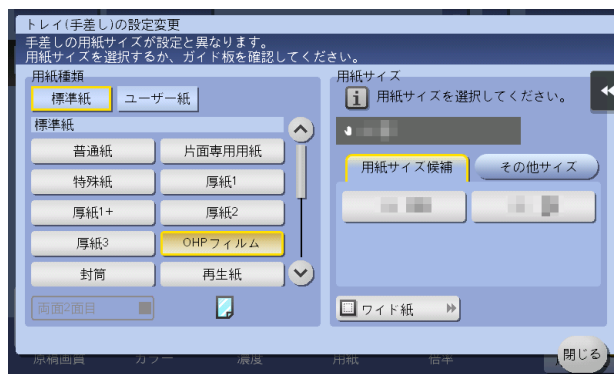 トレイ(手差し)の設定変更
手差しの用紙サイズが設定と異なります。
用紙サイズを選択するか、ガイド板を確認してください。
用紙種類
標準紙 ユーザー紙
標準紙
普通紙 片面専用用紙
特殊紙 厚紙1
厚紙1+ 厚紙2
厚紙3 OHPフィルム
封筒 再生紙
両面2面目
用紙サイズ
用紙サイズを選択してください。
用紙サイズ候補 その他サイズ
ワイド紙
原稿画質 カラー 濃度 用紙 倍率
閉じる